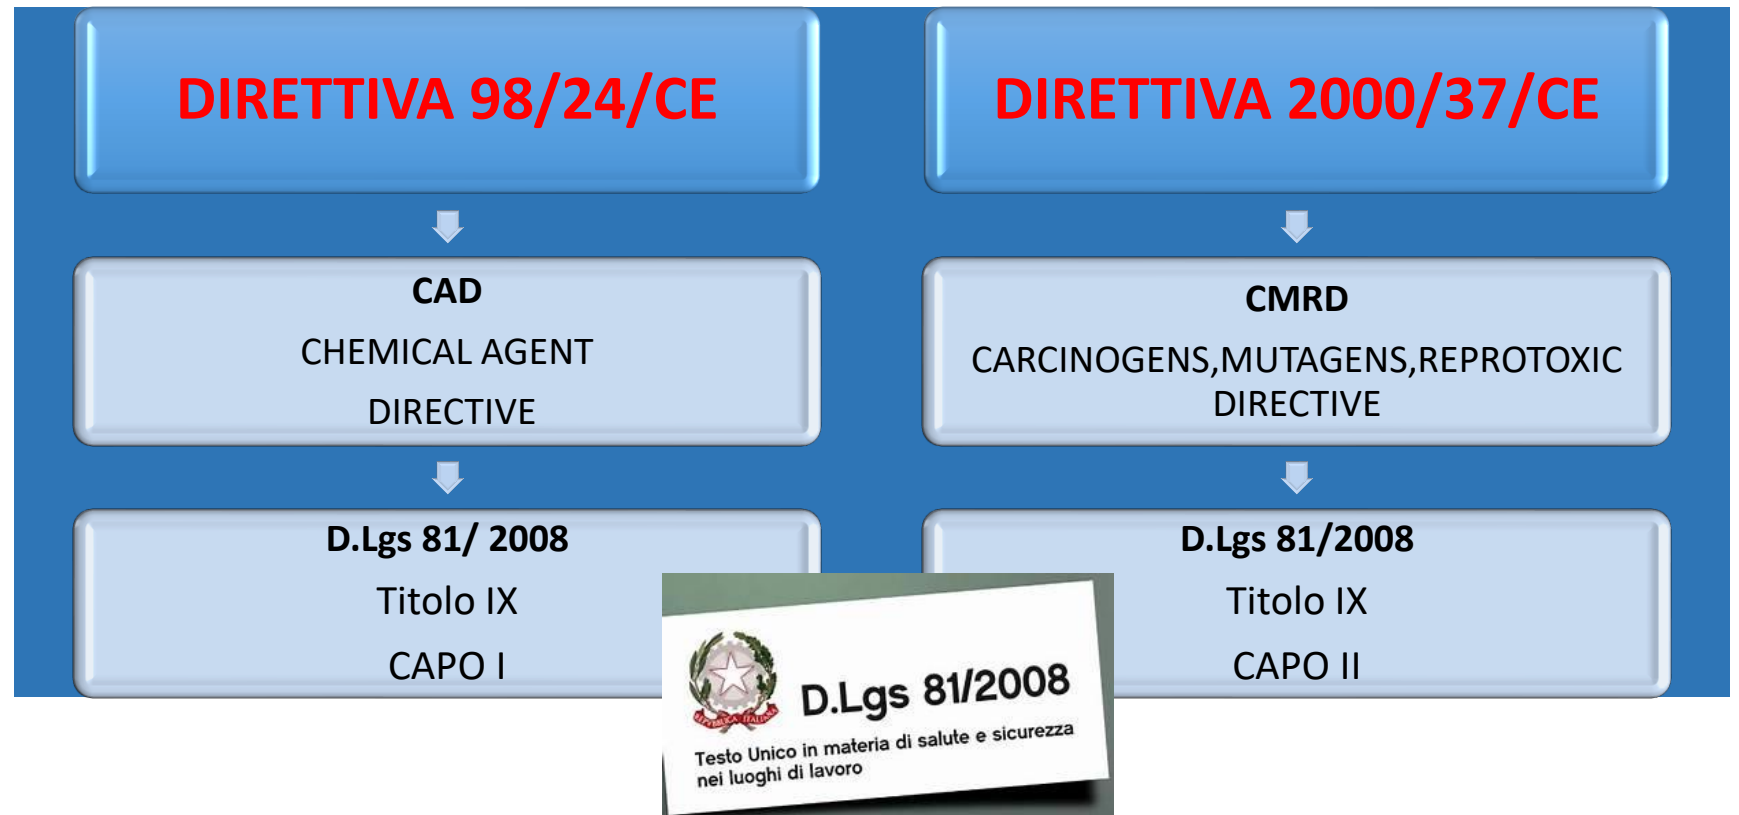 DIRETTIVA 98/24/CE
CAD
CHEMICAL AGENT
DIRECTIVE
D.Lgs 81/ 2008
Titolo IX
CAPO I
DIRETTIVA 2000/37/CE
CMRD
CARCINOGENS,MUTAGENS,REPROTOXIC
DIRECTIVE
D.Lgs 81/2008
Titolo IX
CAPO II
REPVBBLICA ITALIANA
D.Lgs 81/2008
Testo Unico in materia di salute e sicurezza
nei luoghi di lavoro